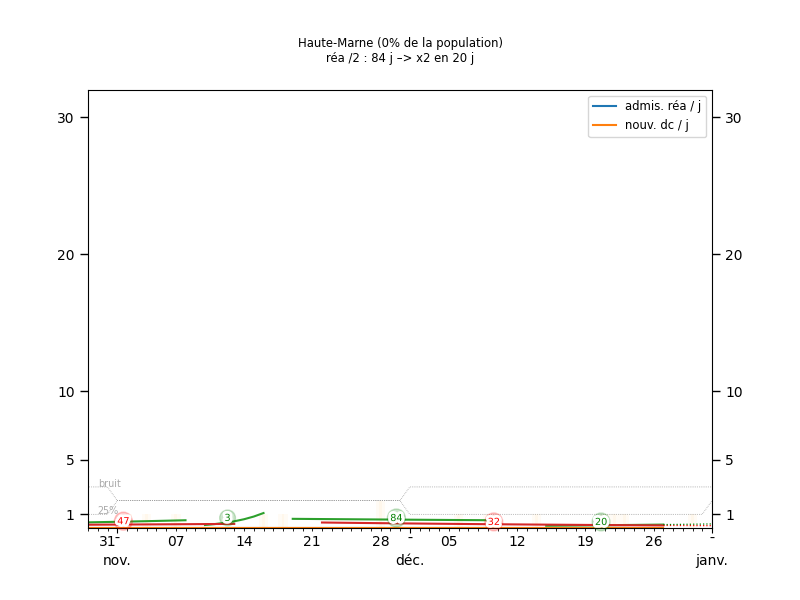 Haute-Marne (0% de la population)
réa /2 : 84 j –> x2 en 20 j
admis. réa / j
nouv. dc / j
30 30
20 20
10 10
5 5
bruit
25%
1 1
47 3 84 32 20
31 07 14 21 28 05 12 19 26
nov. déc. janv.